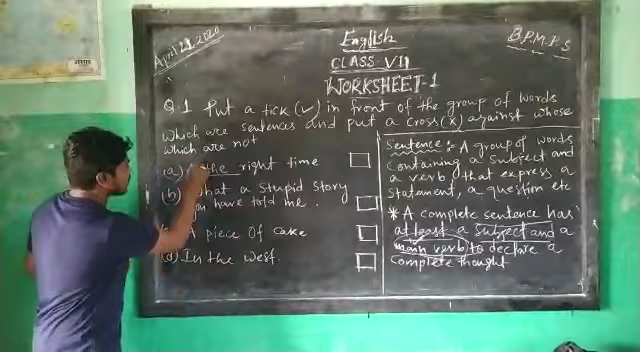 April 21, 2020
English
B.P.M.P.S
CLASS VII
WORKSHEET-1
Q.1 Put a tick (✓) in front of the group of words
which are sentences and put a cross (x) against whose
which are not
(a) the right time
(b) What a stupid story
you have told me.
A piece of cake
(d) In the west.
Sentence :- A group of words
containing a subject and
a verb that express a
statement, a question etc
* A complete sentence has
at least a subject and a
main verb to declare a
complete thought